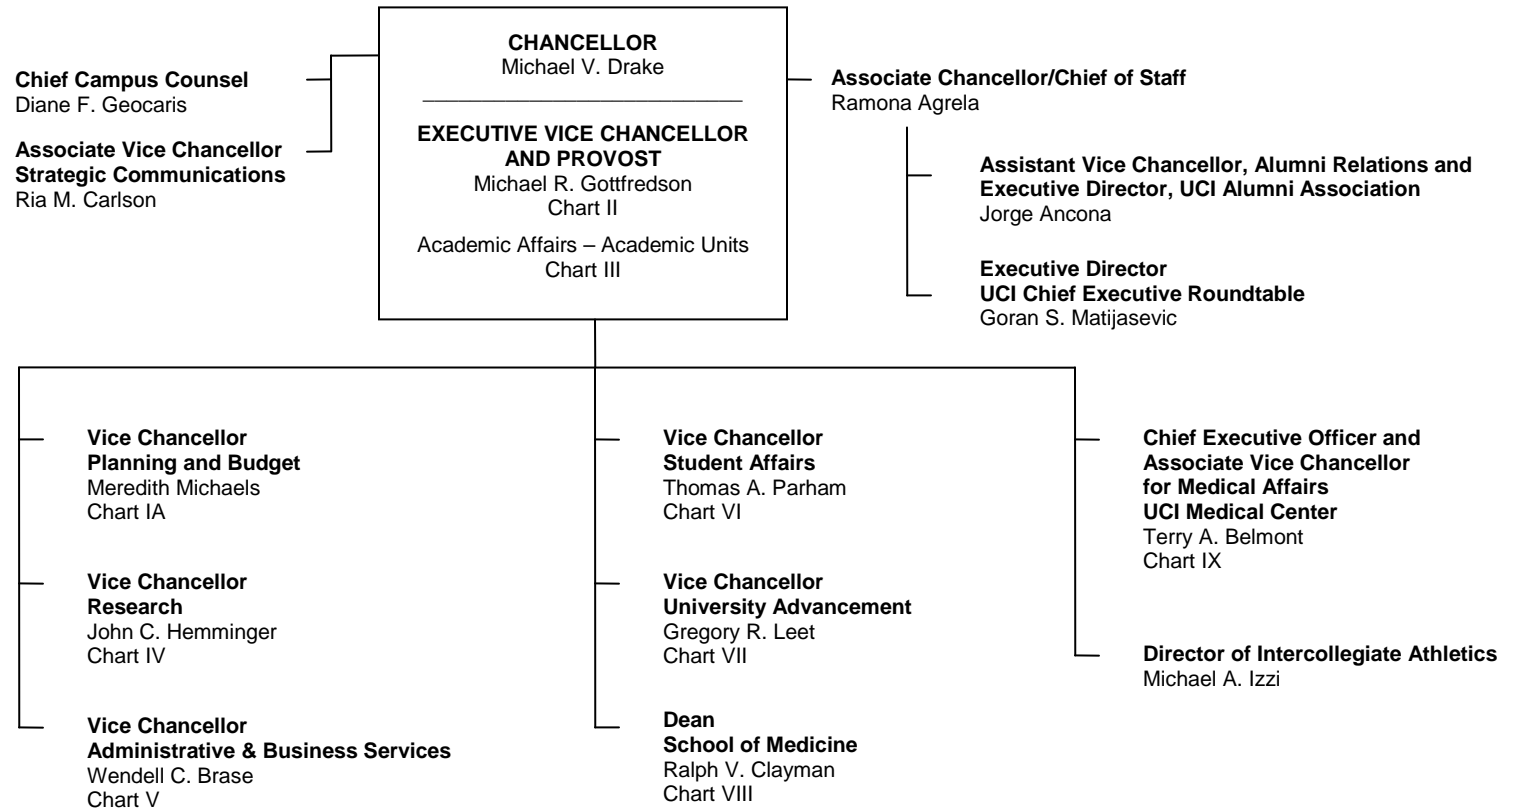 CHANCELLOR
Michael V. Drake
EXECUTIVE VICE CHANCELLOR
AND PROVOST
Michael R. Gottfredson
Chart II
Academic Affairs – Academic Units
Chart III
Chief Campus Counsel
Diane F. Geocaris
Associate Vice Chancellor
Strategic Communications
Ria M. Carlson
Associate Chancellor/Chief of Staff
Ramona Agrela
Assistant Vice Chancellor, Alumni Relations and
Executive Director, UCI Alumni Association
Jorge Ancona
Executive Director
UCI Chief Executive Roundtable
Goran S. Matijasevic
Vice Chancellor
Planning and Budget
Meredith Michaels
Chart IA
Vice Chancellor
Research
John C. Hemminger
Chart IV
Vice Chancellor
Administrative & Business Services
Wendell C. Brase
Chart V
Vice Chancellor
Student Affairs
Thomas A. Parham
Chart VI
Vice Chancellor
University Advancement
Gregory R. Leet
Chart VII
Dean
School of Medicine
Ralph V. Clayman
Chart VIII
Chief Executive Officer and
Associate Vice Chancellor
for Medical Affairs
UCI Medical Center
Terry A. Belmont
Chart IX
Director of Intercollegiate Athletics
Michael A. Izzi